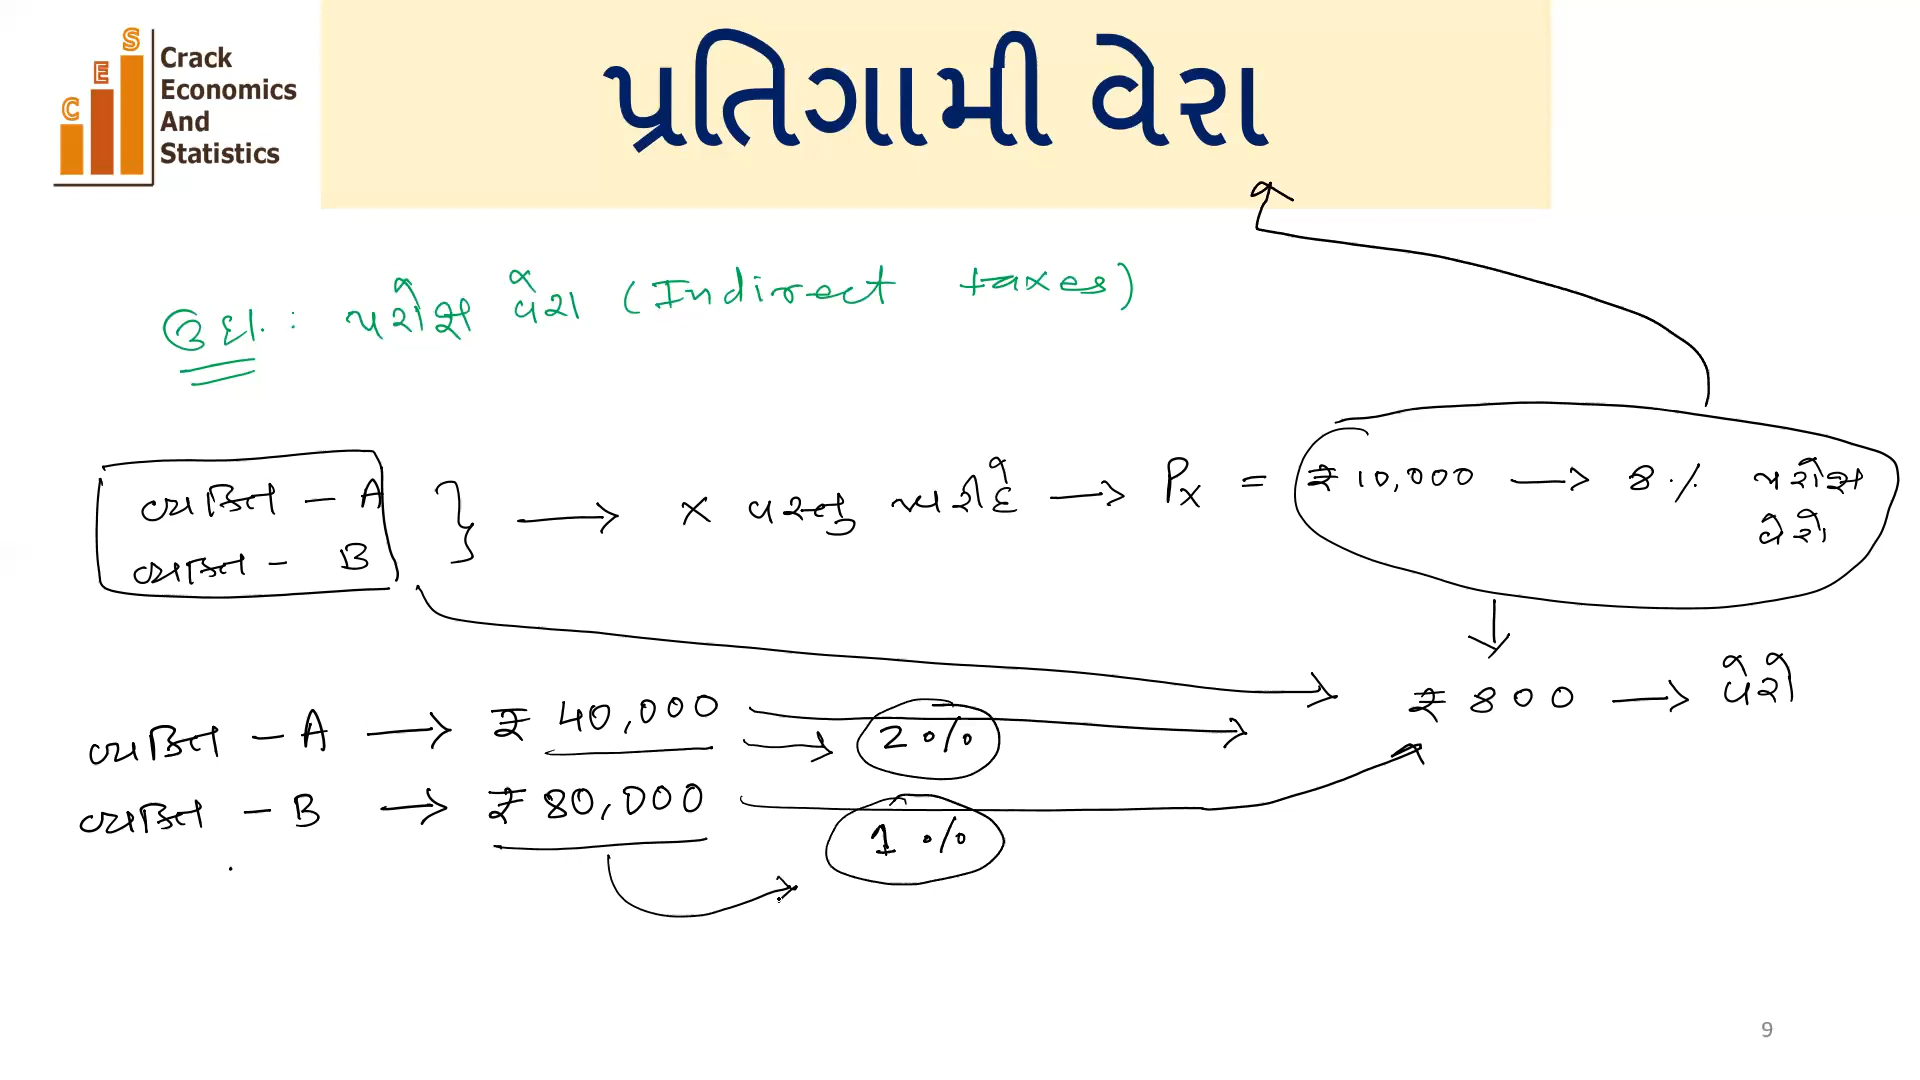 C E S
Crack
Economics
And
Statistics
પ્રતિગામી વેરા
ઉદા. : પરોક્ષ વેરા (Indirect taxes)
વ્યક્તિ - A
વ્યક્તિ - B
} → X વસ્તુ ખરીદે → Px = ₹ 10,000 → 8 % પરોક્ષ
વેરો
₹ 800 → વેરો
વ્યક્તિ - A → ₹ 40,000 → 2 %
વ્યક્તિ - B → ₹ 80,000 → 1 %
9